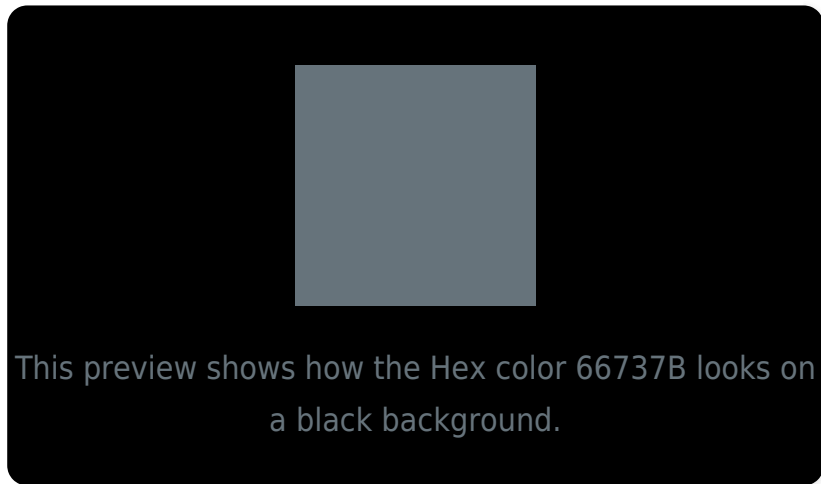 This preview shows how the Hex color 66737B looks on
a black background.